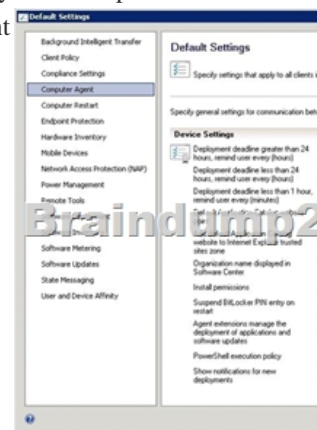 nt
Default Settings
Background Intelligent Transfer
Client Policy
Compliance Settings
Computer Agent
Computer Restart
Endpoint Protection
Hardware Inventory
Mobile Devices
Network Access Protection (NAP)
Power Management
Remote Tools
Software Metering
Software Updates
State Messaging
User and Device Affinity
Default Settings
Specify settings that apply to all clients i
Specify general settings for communication bet
Device Settings
Deployment deadline greater than 24
hours, remind user every (hours)
Deployment deadline less than 24
hours, remind user every (hours)
Deployment deadline less than 1 hour,
remind user every (minutes)
website to Internet Explorer trusted
sites zone
Organization name displayed in
Software Center
Install permissions
Suspend BitLocker PIN entry on
restart
Agent extensions manage the
deployment of applications and
software updates
PowerShell execution policy
Show notifications for new
deployments
Braindump2